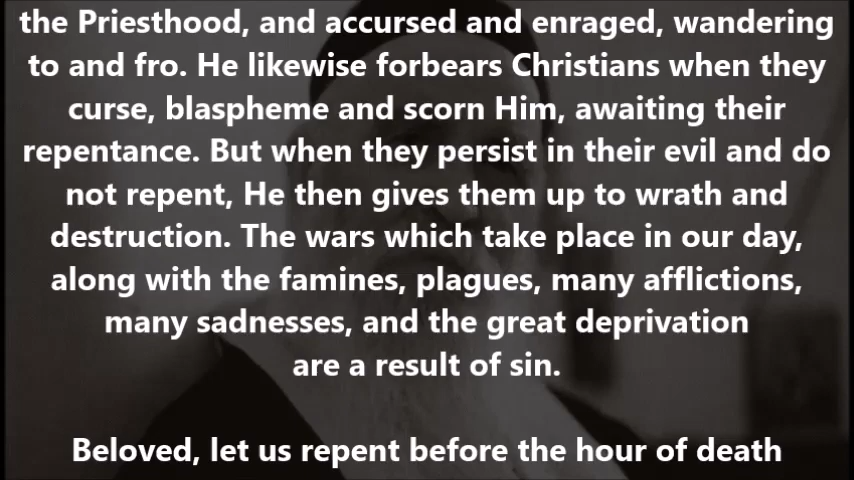 the Priesthood, and accursed and enraged, wandering
to and fro. He likewise forbears Christians when they
curse, blaspheme and scorn Him, awaiting their
repentance. But when they persist in their evil and do
not repent, He then gives them up to wrath and
destruction. The wars which take place in our day,
along with the famines, plagues, many afflictions,
many sadnesses, and the great deprivation
are a result of sin.
Beloved, let us repent before the hour of death